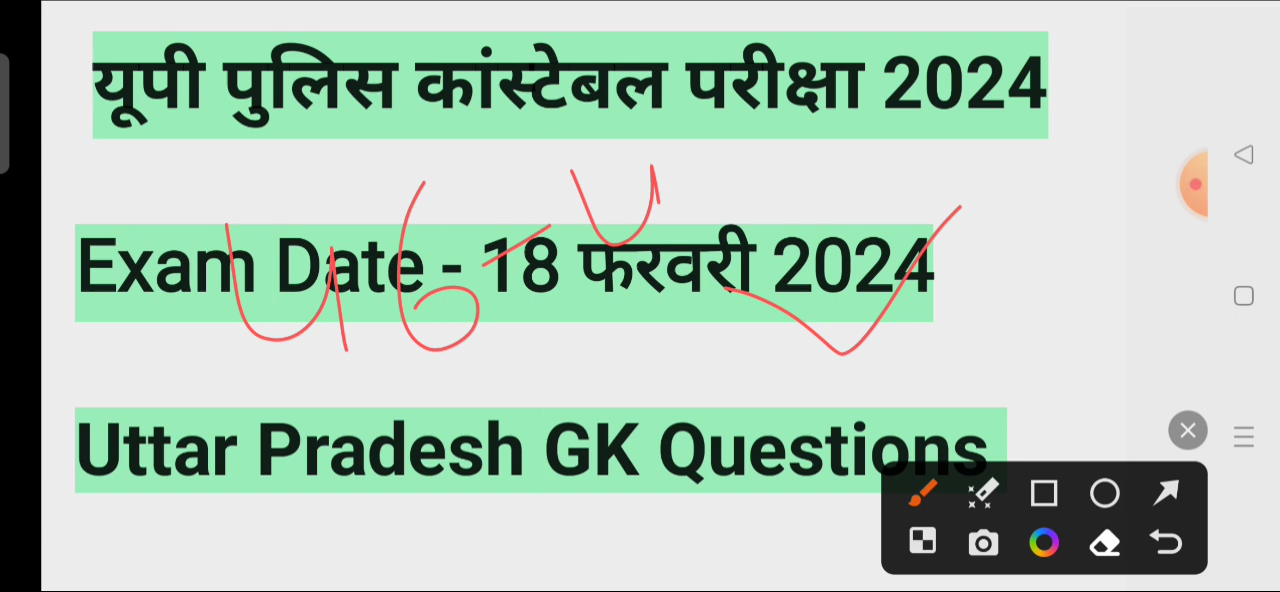 यूपी पुलिस कांस्टेबल परीक्षा 2024
Exam Date - 18 फरवरी 2024
Uttar Pradesh GK Questions